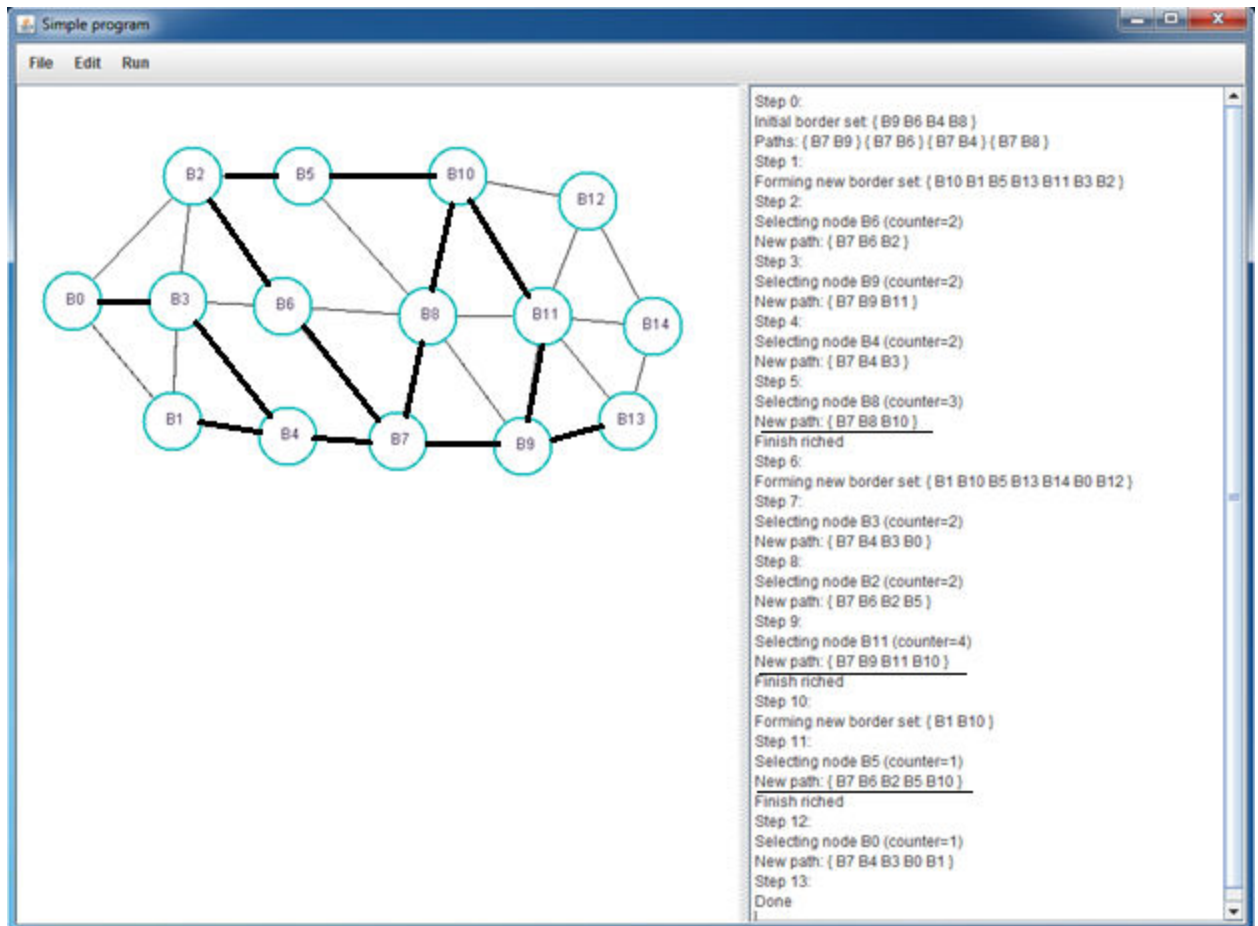 Simple program
File Edit Run
B2 B5 B10
B12
B0 B3 B6 B8 B11 B14
B1 B4 B7 B9 B13
Step 0:
Initial border set: { B9 B6 B4 B8 }
Paths: { B7 B9 } { B7 B6 } { B7 B4 } { B7 B8 }
Step 1:
Forming new border set: { B10 B1 B5 B13 B11 B3 B2 }
Step 2:
Selecting node B6 (counter=2)
New path: { B7 B6 B2 }
Step 3:
Selecting node B9 (counter=2)
New path: { B7 B9 B11 }
Step 4:
Selecting node B4 (counter=2)
New path: { B7 B4 B3 }
Step 5:
Selecting node B8 (counter=3)
New path: { B7 B8 B10 }
Finish riched
Step 6:
Forming new border set: { B1 B10 B5 B13 B14 B0 B12 }
Step 7:
Selecting node B3 (counter=2)
New path: { B7 B4 B3 B0 }
Step 8:
Selecting node B2 (counter=2)
New path: { B7 B6 B2 B5 }
Step 9:
Selecting node B11 (counter=4)
New path: { B7 B9 B11 B10 }
Finish riched
Step 10:
Forming new border set: { B1 B10 }
Step 11:
Selecting node B5 (counter=1)
New path: { B7 B6 B2 B5 B10 }
Finish riched
Step 12:
Selecting node B0 (counter=1)
New path: { B7 B4 B3 B0 B1 }
Step 13:
Done